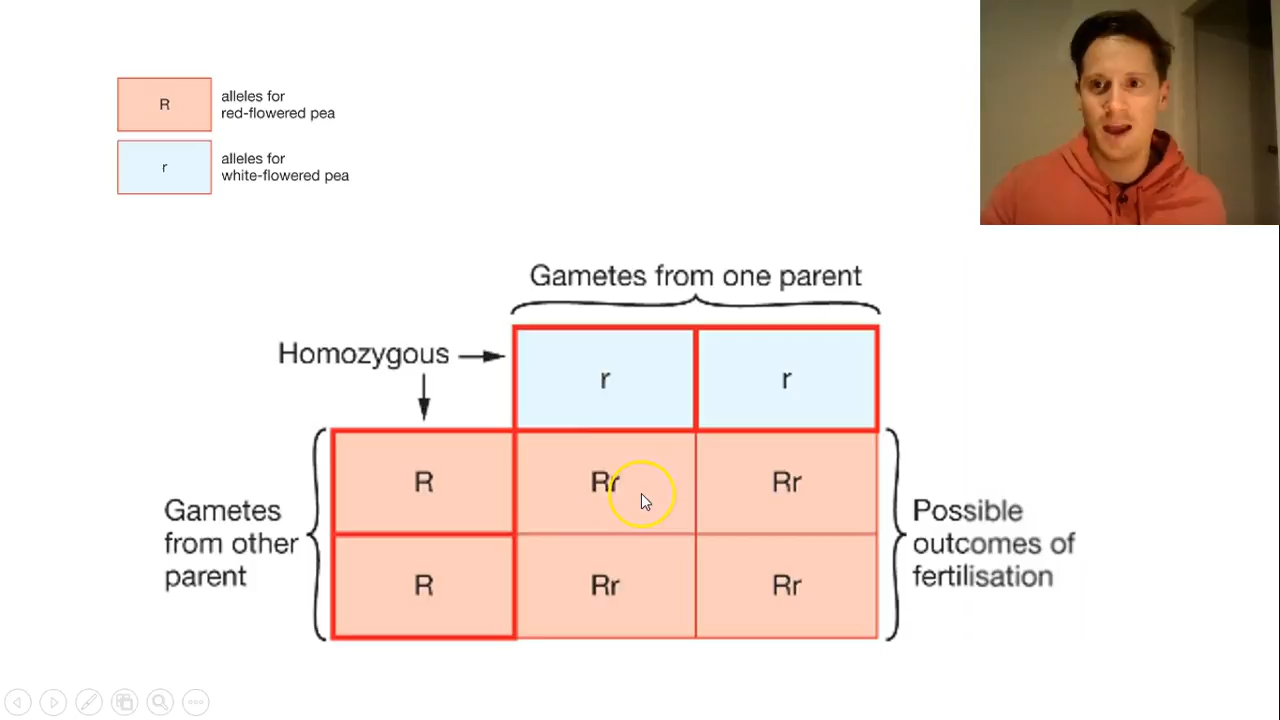 R
alleles for
red-flowered pea
r
alleles for
white-flowered pea
Gametes from one parent
Homozygous
r r
R Rr Rr
Gametes
from other
parent
Possible
outcomes of
fertilisation
R Rr Rr